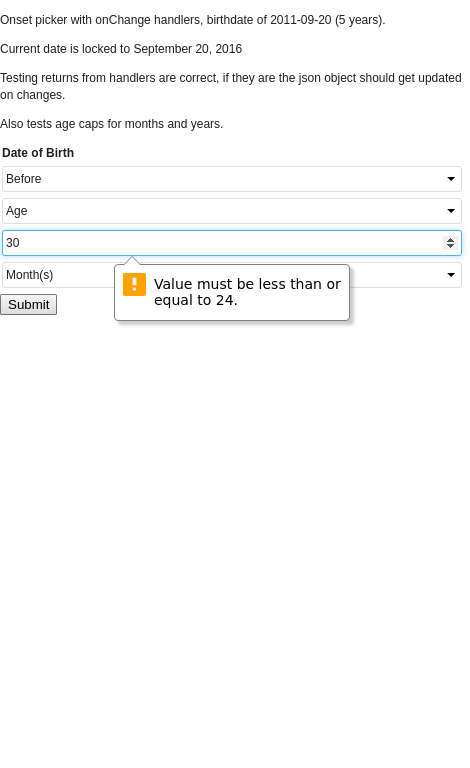 Onset picker with onChange handlers, birthdate of 2011-09-20 (5 years).
Current date is locked to September 20, 2016
Testing returns from handlers are correct, if they are the json object should get updated
on changes.
Also tests age caps for months and years.
Date of Birth
Before
Age
30
Month(s)
Value must be less than or
equal to 24.
Submit